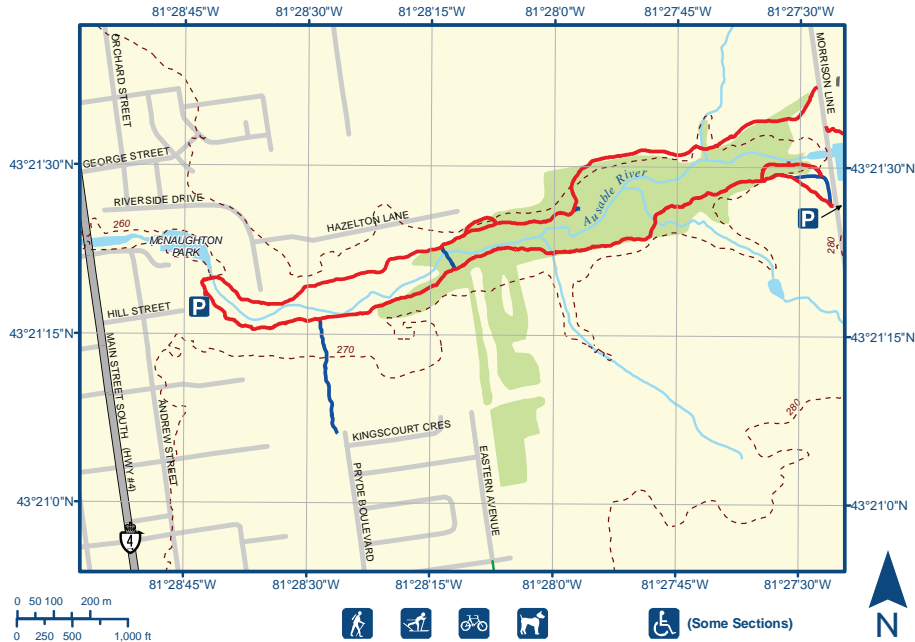 81°28'45"W 81°28'30"W 81°28'15"W 81°28'0"W 81°27'45"W 81°27'30"W
ORCHARD STREET
MORRISON LINE
43°21'30"N
GEORGE STREET
43°21'30"N
RIVERSIDE DRIVE
Ausable River
HAZELTON LANE
260
P
McNAUGHTON
PARK
280
P
HILL STREET
43°21'15"N
43°21'15"N
MAIN STREET SOUTH (HWY #4)
270
ANDREW STREET
280
KINGSCOURT CRES
PRYDE BOULEVARD
EASTERN AVENUE
43°21'0"N
43°21'0"N
4
81°28'45"W 81°28'30"W 81°28'15"W 81°28'0"W 81°27'45"W 81°27'30"W
0 50 100 200 m
0 250 500 1,000 ft
(Some Sections)
N